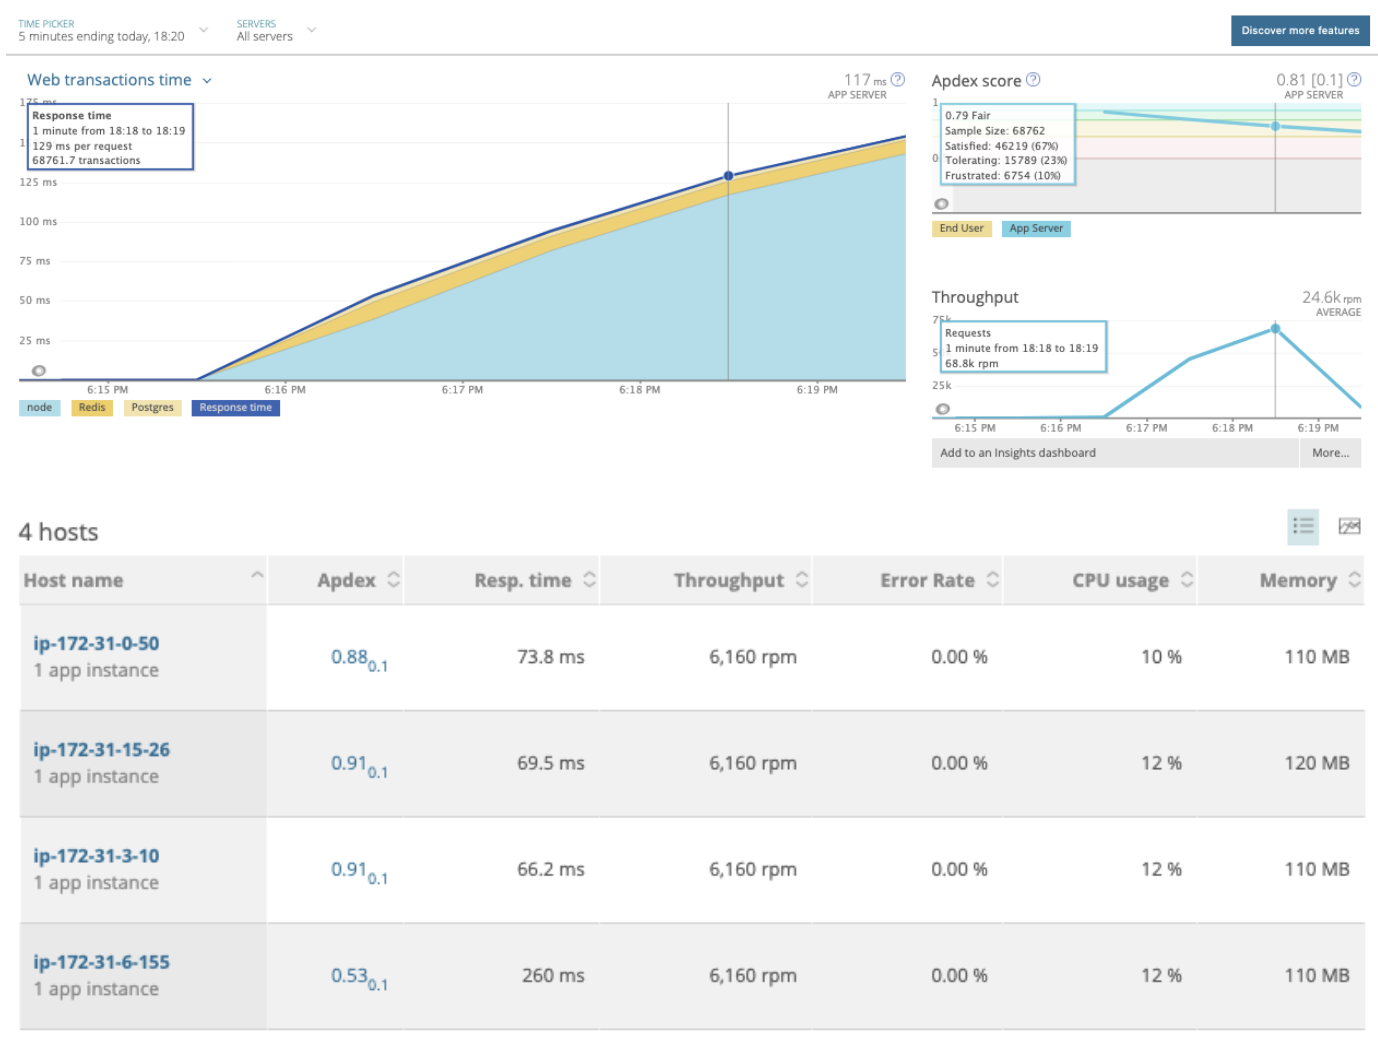 TIME PICKER
5 minutes ending today, 18:20
SERVERS
All servers
Discover more features
Web transactions time
117 ms
APP SERVER
175 ms
Response time
1 minute from 18:18 to 18:19
129 ms per request
68761.7 transactions
125 ms
100 ms
75 ms
50 ms
25 ms
6:15 PM 6:16 PM 6:17 PM 6:18 PM 6:19 PM
node Redis Postgres Response time
Apdex score
0.81 [0.1]
APP SERVER
1
0.79 Fair
Sample Size: 68762
Satisfied: 46219 (67%)
Tolerating: 15789 (23%)
Frustrated: 6754 (10%)
End User App Server
Throughput
24.6k rpm
AVERAGE
75k
Requests
1 minute from 18:18 to 18:19
68.8k rpm
25k
6:15 PM 6:16 PM 6:17 PM 6:18 PM 6:19 PM
Add to an Insights dashboard More...
4 hosts
Host name Apdex Resp. time Throughput Error Rate CPU usage Memory
ip-172-31-0-50
1 app instance
0.88 0.1 73.8 ms 6,160 rpm 0.00 % 10 % 110 MB
ip-172-31-15-26
1 app instance
0.91 0.1 69.5 ms 6,160 rpm 0.00 % 12 % 120 MB
ip-172-31-3-10
1 app instance
0.91 0.1 66.2 ms 6,160 rpm 0.00 % 12 % 110 MB
ip-172-31-6-155
1 app instance
0.53 0.1 260 ms 6,160 rpm 0.00 % 12 % 110 MB